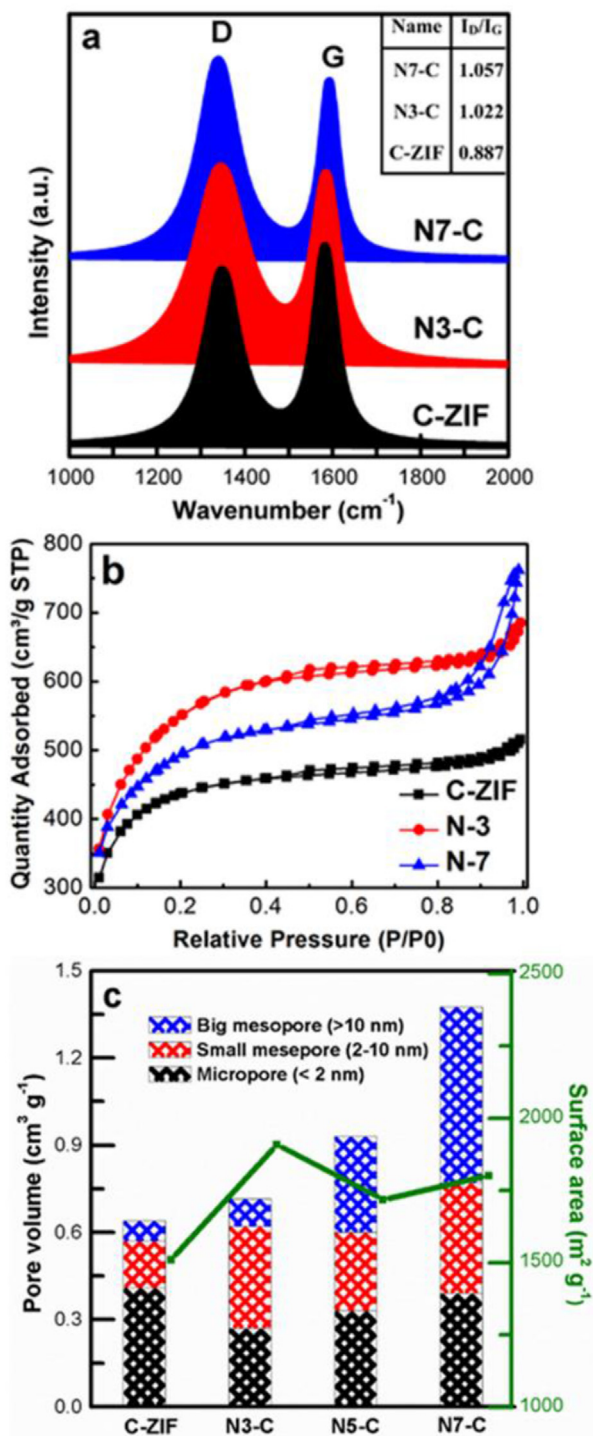 a
D
G
Name I_D/I_G
N7-C 1.057
N3-C 1.022
C-ZIF 0.887
N7-C
N3-C
C-ZIF
Intensity (a.u.)
1000 1200 1400 1600 1800 2000
Wavenumber (cm⁻¹)
b
800
700
600
500
400
300
Quantity Adsorbed (cm³/g STP)
C-ZIF
N-3
N-7
0.0 0.2 0.4 0.6 0.8 1.0
Relative Pressure (P/P0)
c
1.5
1.2
0.9
0.6
0.3
0.0
Pore volume (cm³ g⁻¹)
Big mesopore (>10 nm)
Small mesepore (2-10 nm)
Micropore (< 2 nm)
2500
2000
1500
1000
Surface area (m² g⁻¹)
C-ZIF N3-C N5-C N7-C